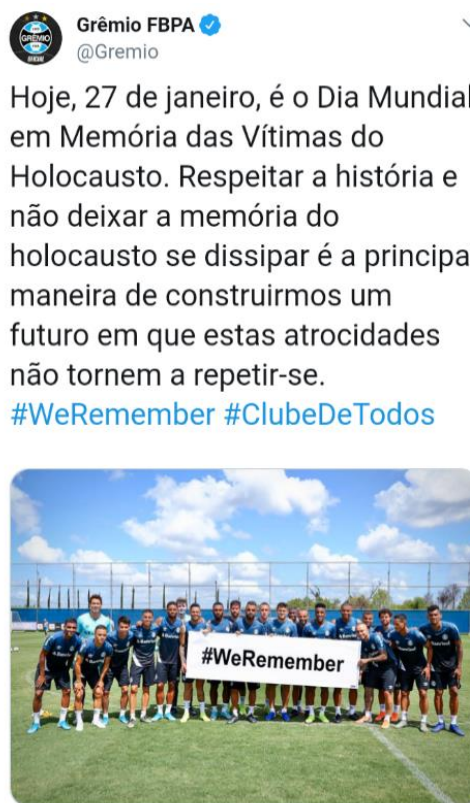 Grêmio FBPA
@Gremio
Hoje, 27 de janeiro, é o Dia Mundial
em Memória das Vítimas do
Holocausto. Respeitar a história e
não deixar a memória do
holocausto se dissipar é a principa
maneira de construirmos um
futuro em que estas atrocidades
não tornem a repetir-se.
#WeRemember #ClubeDeTodos
#WeRemember